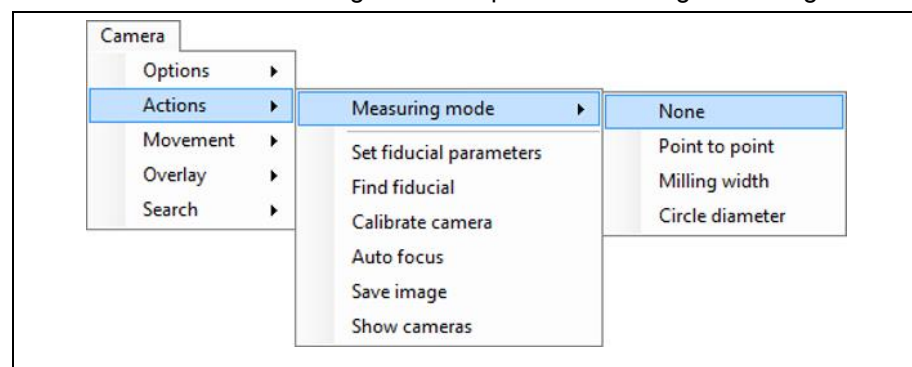 Camera
Options
Actions
Movement
Overlay
Search
Measuring mode
Set fiducial parameters
Find fiducial
Calibrate camera
Auto focus
Save image
Show cameras
None
Point to point
Milling width
Circle diameter